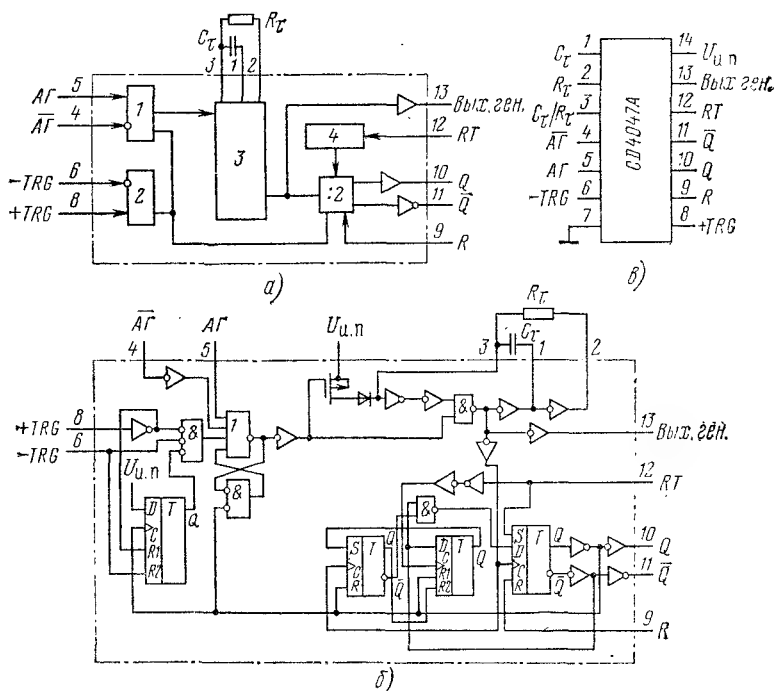 Rτ
Cτ
3 1 2
5 АГ
4 А̅Г̅
1
3
13 Вых. ген.
12 RT
4
6 -TRG
8 +TRG
2
:2
10 Q
11 Q̅
9 R
а)
Cτ 1
Rτ 2
Cτ/Rτ 3
А̅Г̅ 4
АГ 5
-TRG 6
7
CD4047A
14 Uи.п
13 Вых. ген.
12 RT
11 Q̅
10 Q
9 R
8 +TRG
в)
А̅Г̅ АГ
4 5
Uи.п
Rτ
Cτ
3 1 2
+TRG 8
-TRG 6
&
1
&
13 Вых. ген.
Uи.п
Q
&
12 RT
D T
C
R1
R2
&
S T Q
C Q̅
R
D T Q
C
R1
R2
S T Q
D
C Q̅
R
10 Q
11 Q̅
9 R
б)